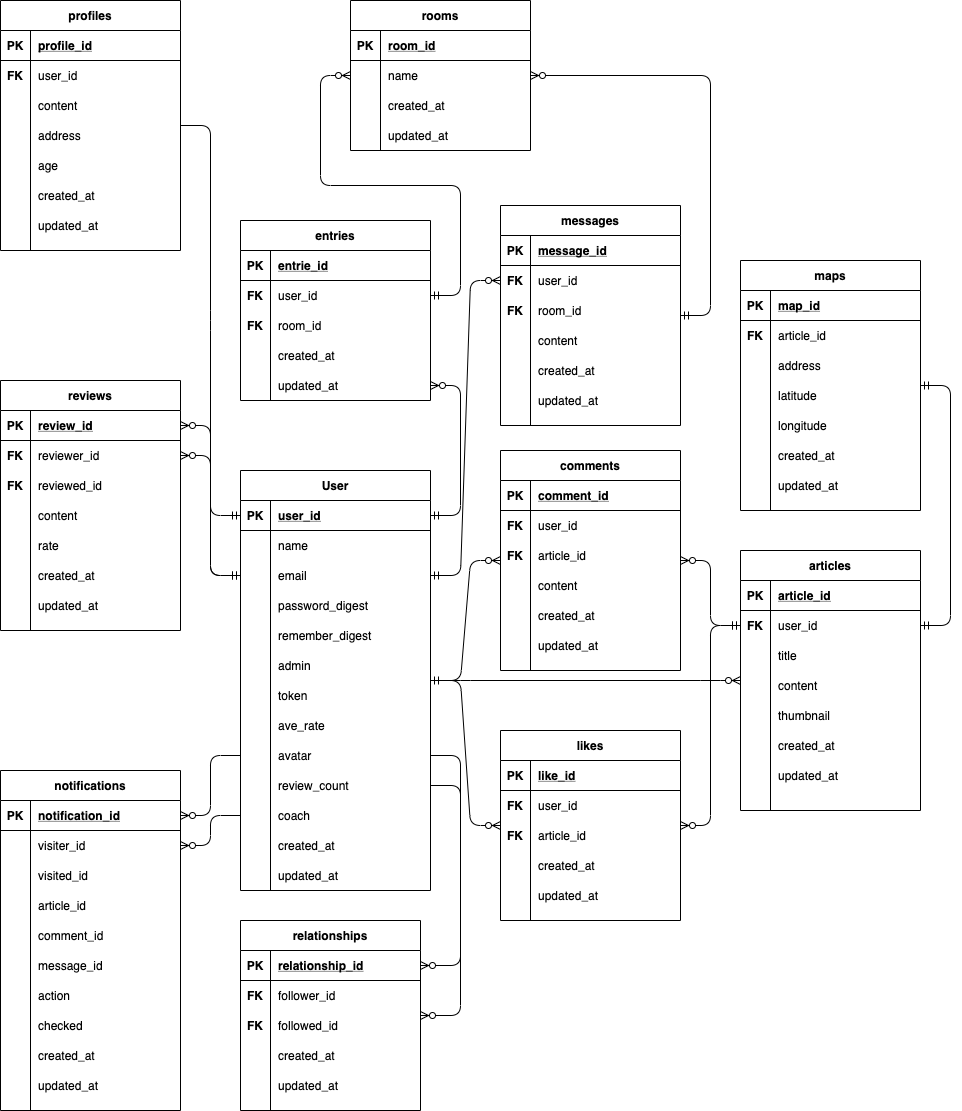 profiles
PK profile_id
FK user_id
content
address
age
created_at
updated_at
rooms
PK room_id
name
created_at
updated_at
entries
PK entrie_id
FK user_id
FK room_id
created_at
updated_at
messages
PK message_id
FK user_id
FK room_id
content
created_at
updated_at
maps
PK map_id
FK article_id
address
latitude
longitude
created_at
updated_at
reviews
PK review_id
FK reviewer_id
FK reviewed_id
content
rate
created_at
updated_at
User
PK user_id
name
email
password_digest
remember_digest
admin
token
ave_rate
avatar
review_count
coach
created_at
updated_at
comments
PK comment_id
FK user_id
FK article_id
content
created_at
updated_at
articles
PK article_id
FK user_id
title
content
thumbnail
created_at
updated_at
likes
PK like_id
FK user_id
FK article_id
created_at
updated_at
notifications
PK notification_id
visiter_id
visited_id
article_id
comment_id
message_id
action
checked
created_at
updated_at
relationships
PK relationship_id
FK follower_id
FK followed_id
created_at
updated_at